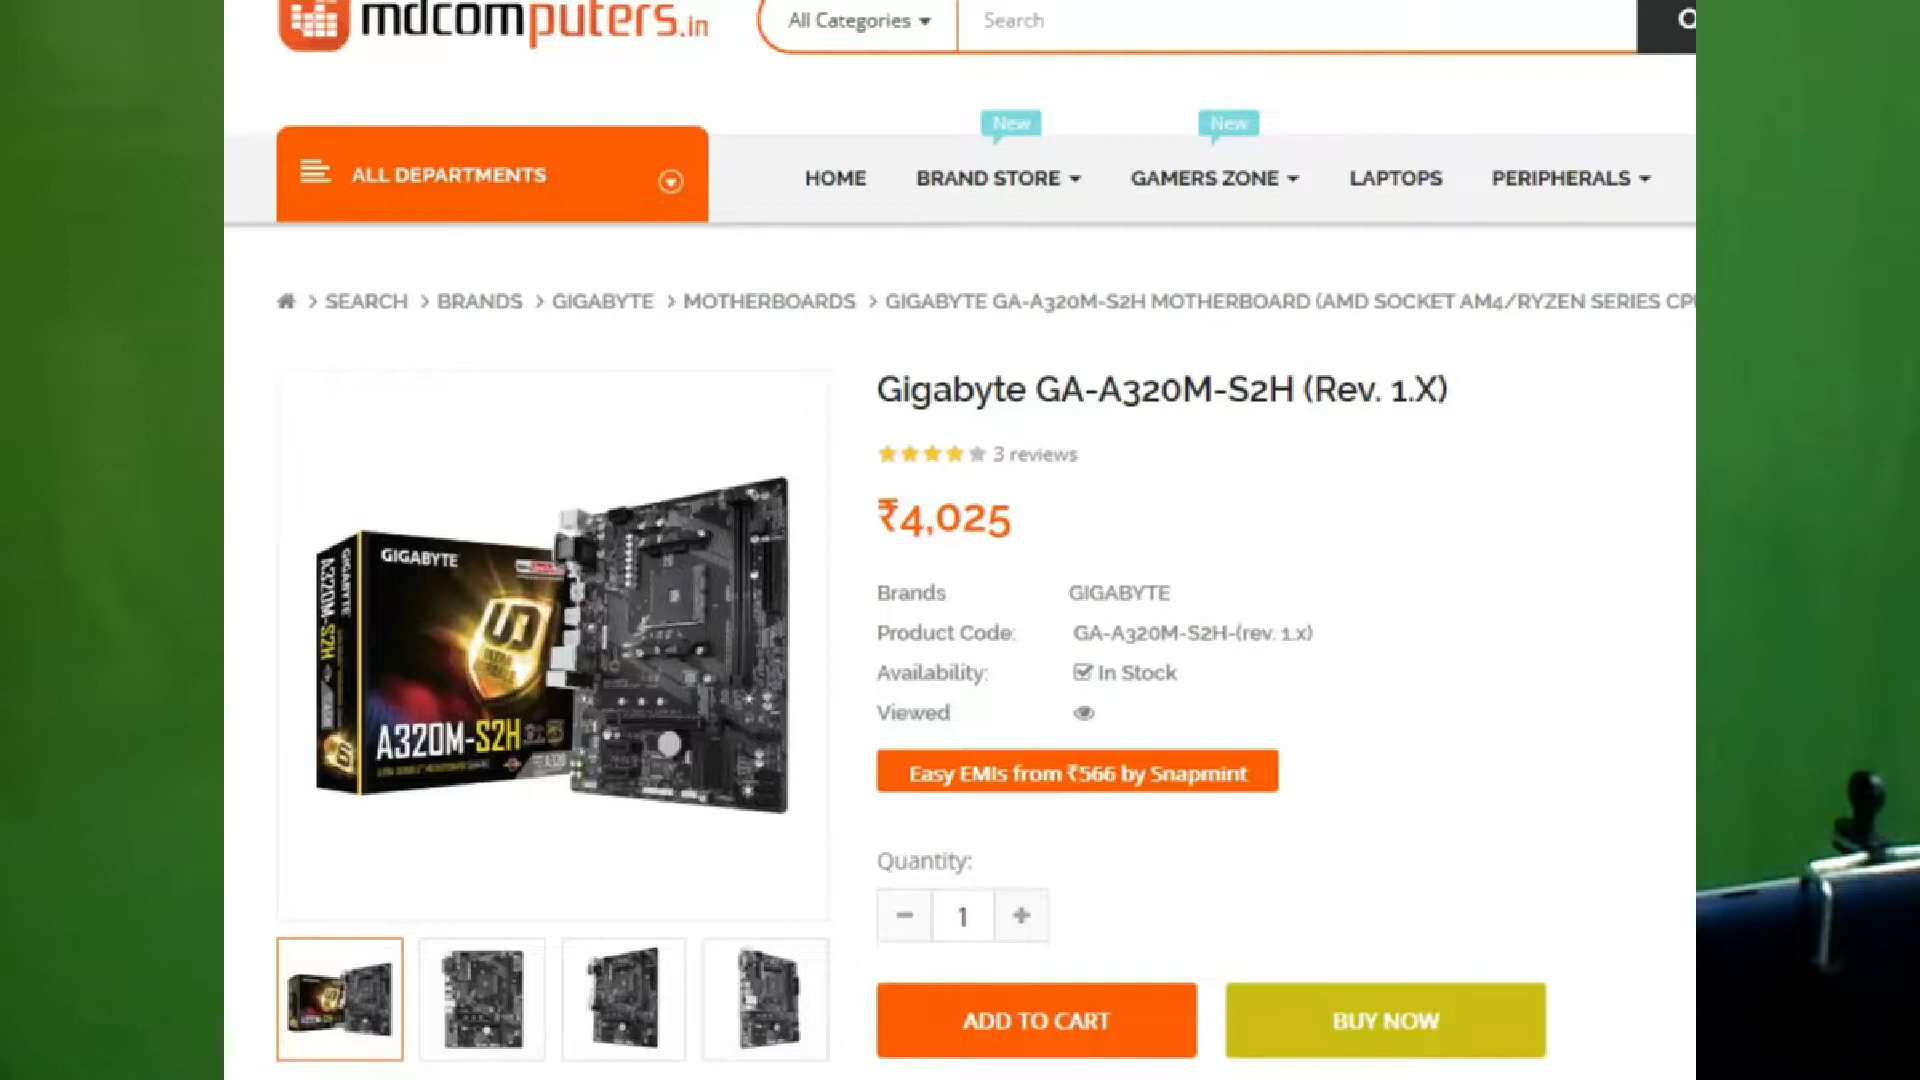 mdcomputers.in
All Categories
Search
New
New
ALL DEPARTMENTS
HOME
BRAND STORE
GAMERS ZONE
LAPTOPS
PERIPHERALS
> SEARCH > BRANDS > GIGABYTE > MOTHERBOARDS > GIGABYTE GA-A320M-S2H MOTHERBOARD (AMD SOCKET AM4/RYZEN SERIES CP
Gigabyte GA-A320M-S2H (Rev. 1.X)
3 reviews
₹4,025
GIGABYTE
GIGABYTE
A320M-S2H
A320M-S2H
Brands GIGABYTE
Product Code: GA-A320M-S2H-(rev. 1.x)
Availability: In Stock
Viewed
Easy EMIs from ₹566 by Snapmint
Quantity:
− 1 +
ADD TO CART
BUY NOW